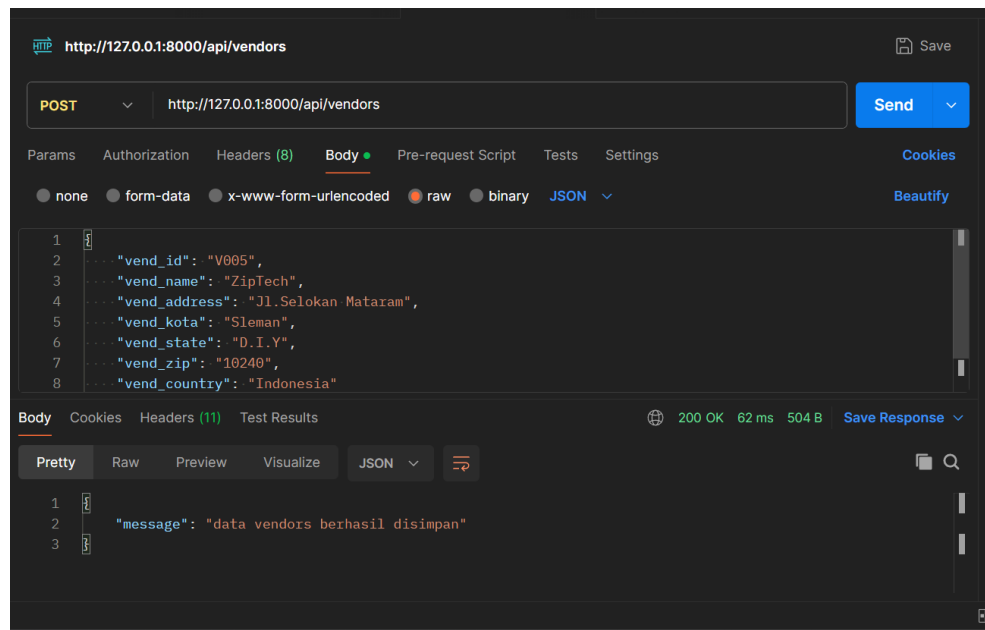 HTTP http://127.0.0.1:8000/api/vendors Save
POST http://127.0.0.1:8000/api/vendors Send
Params Authorization Headers (8) Body Pre-request Script Tests Settings Cookies
none form-data x-www-form-urlencoded raw binary JSON Beautify
1 {
2 "vend_id": "V005",
3 "vend_name": "ZipTech",
4 "vend_address": "Jl.Selokan Mataram",
5 "vend_kota": "Sleman",
6 "vend_state": "D.I.Y",
7 "vend_zip": "10240",
8 "vend_country": "Indonesia"
Body Cookies Headers (11) Test Results 200 OK 62 ms 504 B Save Response
Pretty Raw Preview Visualize JSON
1 {
2 "message": "data vendors berhasil disimpan"
3 }